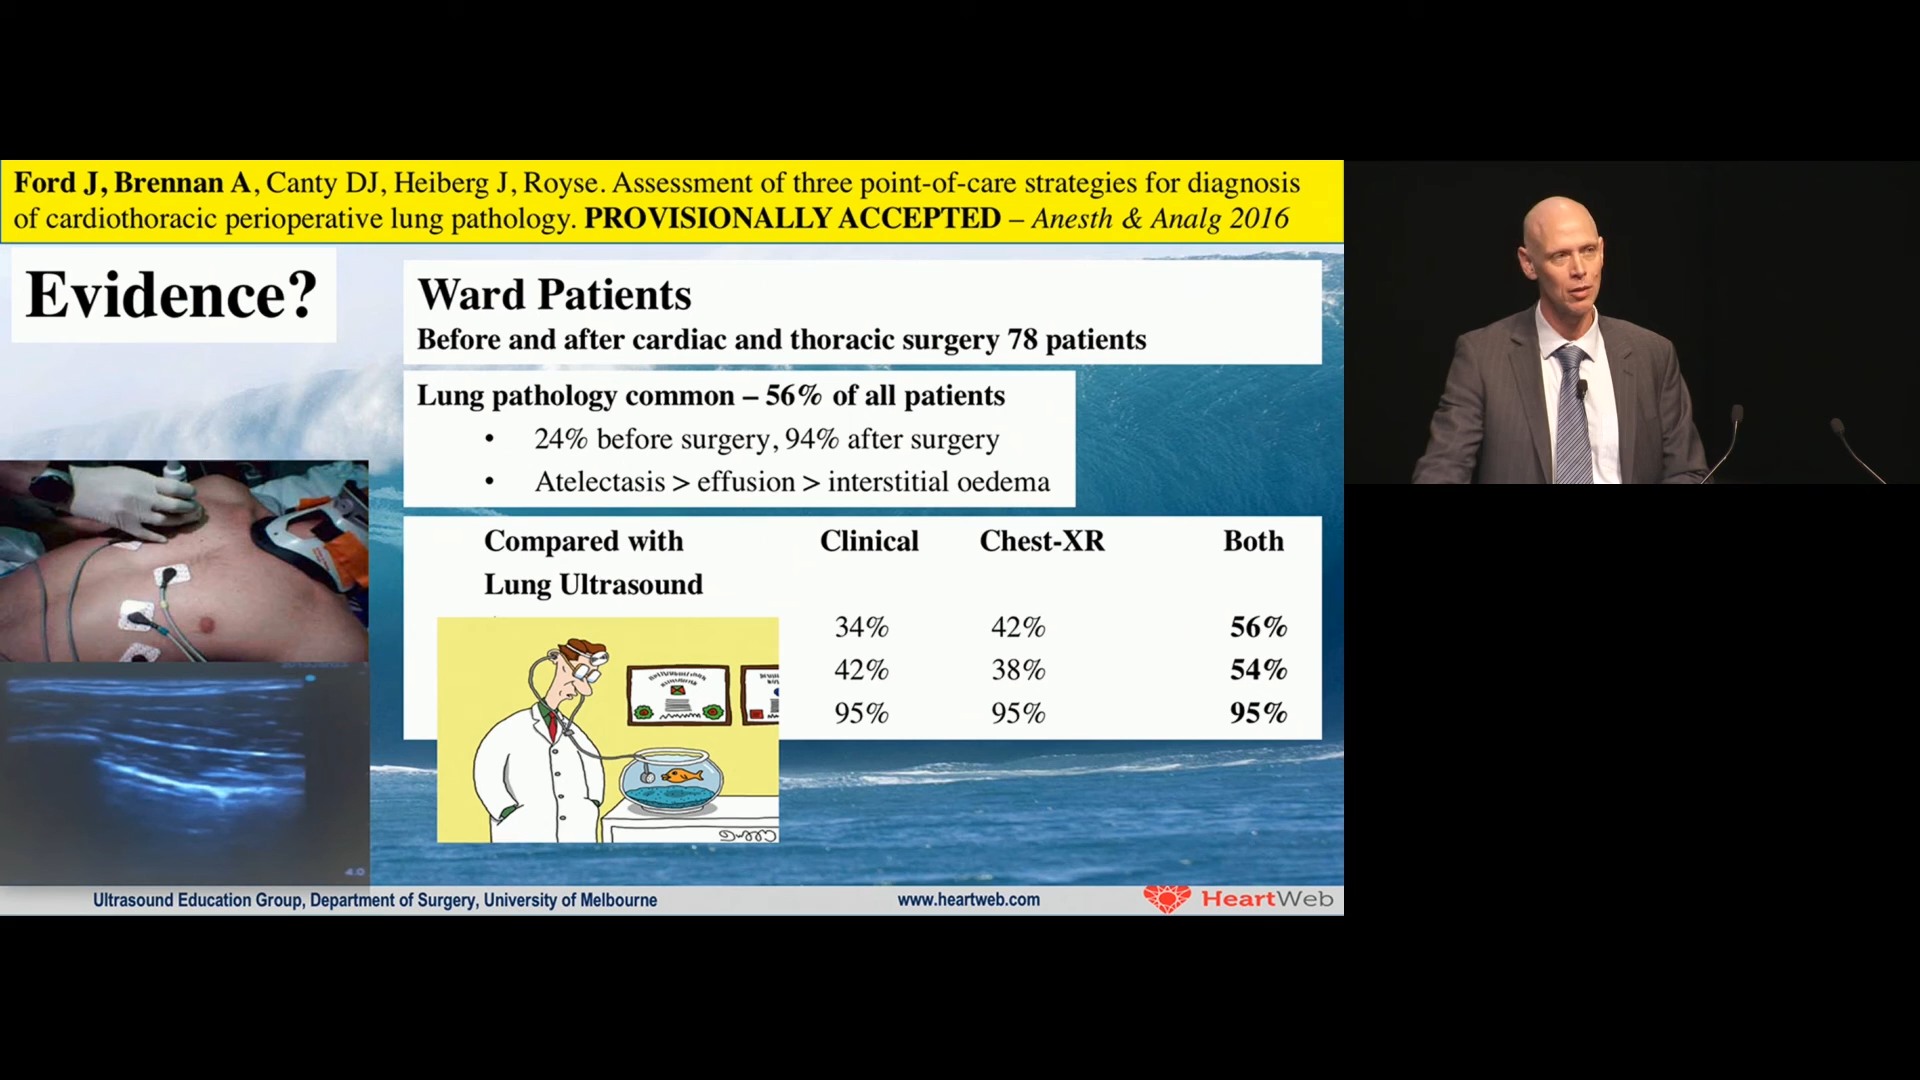 Ford J, Brennan A, Canty DJ, Heiberg J, Royse. Assessment of three point-of-care strategies for diagnosis
of cardiothoracic perioperative lung pathology. PROVISIONALLY ACCEPTED – Anesth & Analg 2016
Evidence?
Ward Patients
Before and after cardiac and thoracic surgery 78 patients
Lung pathology common – 56% of all patients
• 24% before surgery, 94% after surgery
• Atelectasis > effusion > interstitial oedema
Compared with Clinical Chest-XR Both
Lung Ultrasound
34% 42% 56%
42% 38% 54%
95% 95% 95%
4.0
Ultrasound Education Group, Department of Surgery, University of Melbourne www.heartweb.com HeartWeb